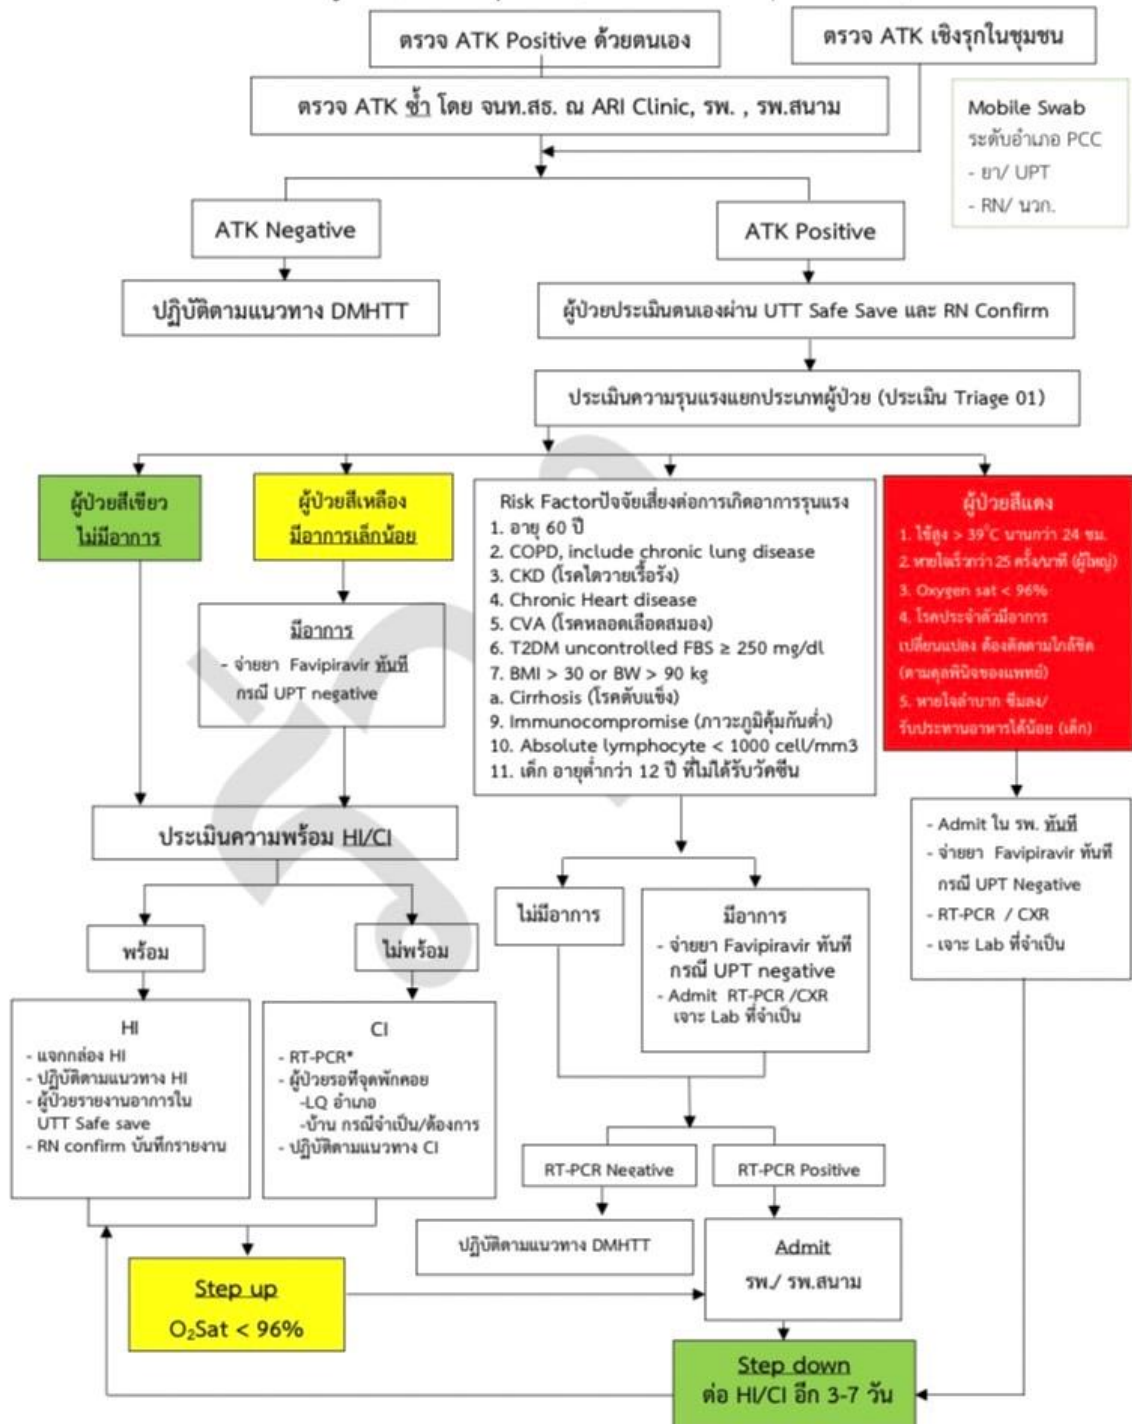 ตรวจ ATK Positive ด้วยตนเอง
ตรวจ ATK เชิงรุกในชุมชน
ตรวจ ATK ซ้ำ โดย จนท.สธ. ณ ARI Clinic, รพ. , รพ.สนาม
Mobile Swab
ระดับอำเภอ PCC
- ยา/ UPT
- RN/ นวก.
ATK Negative
ATK Positive
ปฏิบัติตามแนวทาง DMHTT
ผู้ป่วยประเมินตนเองผ่าน UTT Safe Save และ RN Confirm
ประเมินความรุนแรงแยกประเภทผู้ป่วย (ประเมิน Triage 01)
ผู้ป่วยสีเขียว
ไม่มีอาการ
ผู้ป่วยสีเหลือง
มีอาการเล็กน้อย
มีอาการ
- จ่ายยา Favipiravir ทันที
กรณี UPT negative
Risk Factorปัจจัยเสี่ยงต่อการเกิดอาการรุนแรง
1. อายุ 60 ปี
2. COPD, include chronic lung disease
3. CKD (โรคไตวายเรื้อรัง)
4. Chronic Heart disease
5. CVA (โรคหลอดเลือดสมอง)
6. T2DM uncontrolled FBS ≥ 250 mg/dl
7. BMI > 30 or BW > 90 kg
a. Cirrhosis (โรคตับแข็ง)
9. Immunocompromise (ภาวะภูมิคุ้มกันต่ำ)
10. Absolute lymphocyte < 1000 cell/mm3
11. เด็ก อายุต่ำกว่า 12 ปี ที่ไม่ได้รับวัคซีน
ผู้ป่วยสีแดง
1. ไข้สูง > 39°C นานกว่า 24 ชม.
2. หายใจเร็วกว่า 25 ครั้ง/นาที (ผู้ใหญ่)
3. Oxygen sat < 96%
4. โรคประจำตัวมีอาการ
เปลี่ยนแปลง ต้องติดตามใกล้ชิด
(ตามดุลพินิจของแพทย์)
5. หายใจลำบาก ซึมลง/
รับประทานอาหารได้น้อย (เด็ก)
ประเมินความพร้อม HI/CI
พร้อม
ไม่พร้อม
ไม่มีอาการ
มีอาการ
- จ่ายยา Favipiravir ทันที
กรณี UPT negative
- Admit RT-PCR /CXR
เจาะ Lab ที่จำเป็น
- Admit ใน รพ. ทันที
- จ่ายยา Favipiravir ทันที
กรณี UPT Negative
- RT-PCR / CXR
- เจาะ Lab ที่จำเป็น
HI
- แจกกล่อง HI
- ปฏิบัติตามแนวทาง HI
- ผู้ป่วยรายงานอาการใน
UTT Safe save
- RN confirm บันทึกรายงาน
CI
- RT-PCR*
- ผู้ป่วยรอที่จุดพักคอย
-LQ อำเภอ
-บ้าน กรณีจำเป็น/ต้องการ
- ปฏิบัติตามแนวทาง CI
RT-PCR Negative
RT-PCR Positive
ปฏิบัติตามแนวทาง DMHTT
Admit
รพ./ รพ.สนาม
Step up
O₂Sat < 96%
Step down
ต่อ HI/CI อีก 3-7 วัน